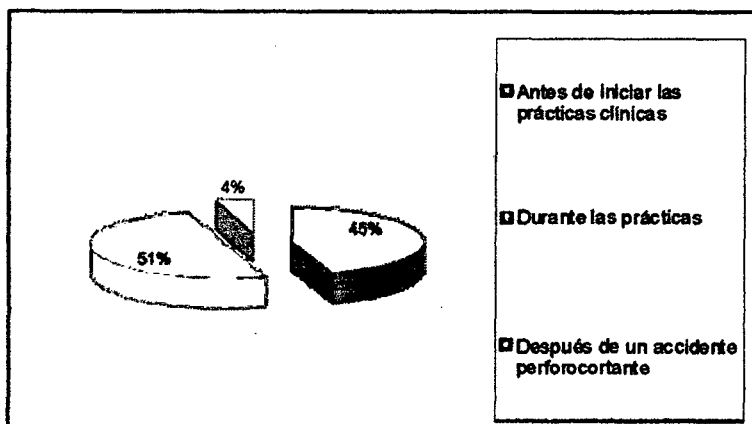 4%
45%
51%
Antes de iniciar las
prácticas clínicas
Durante las prácticas
Después de un accidente
perforocortante